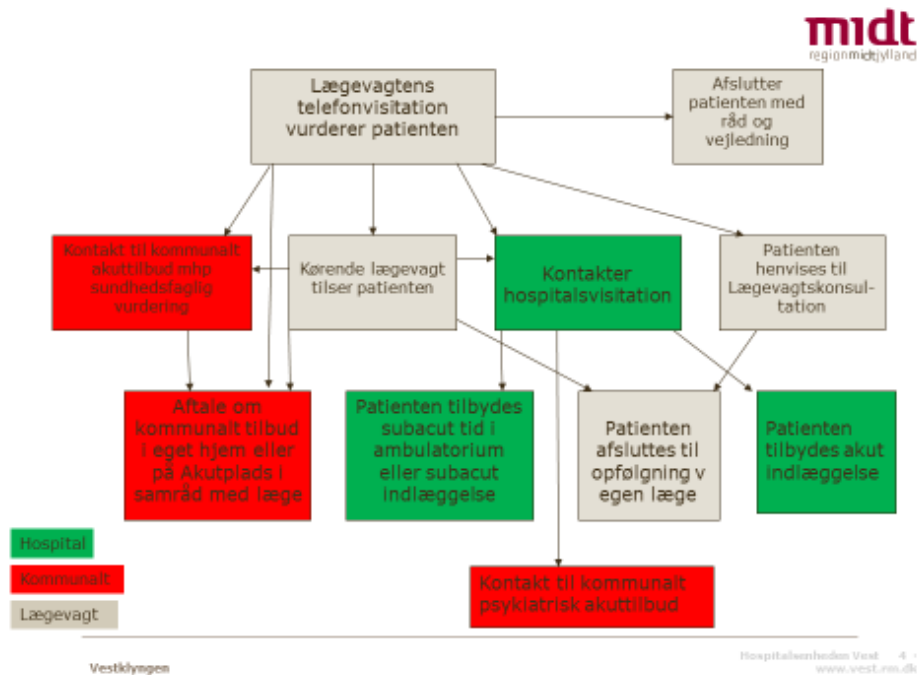 midt
regionmidtjylland
Lægevagtens
telefonvisitation
vurderer patienten
Afslutter
patienten med
råd og
vejledning
Kontakt til kommunalt
akuttilbud mhp
sundhedsfaglig
vurdering
Kørende lægevagt
tilser patienten
Kontakter
hospitalsvisitation
Patienten
henvises til
Lægevagtskonsul-
tation
Aftale om
kommunalt tilbud
i eget hjem eller
på Akutplads i
samråd med læge
Patienten tilbydes
subacut tid i
ambulatorium
eller subacut
indlæggelse
Patienten
afsluttes til
opfølgning v
egen læge
Patienten
tilbydes akut
indlæggelse
Hospital
Kommunalt
Lægevagt
Kontakt til kommunalt
psykiatrisk akuttilbud
Vestklyngen
Hospitalsenheden Vest 4
www.vest.rm.dk